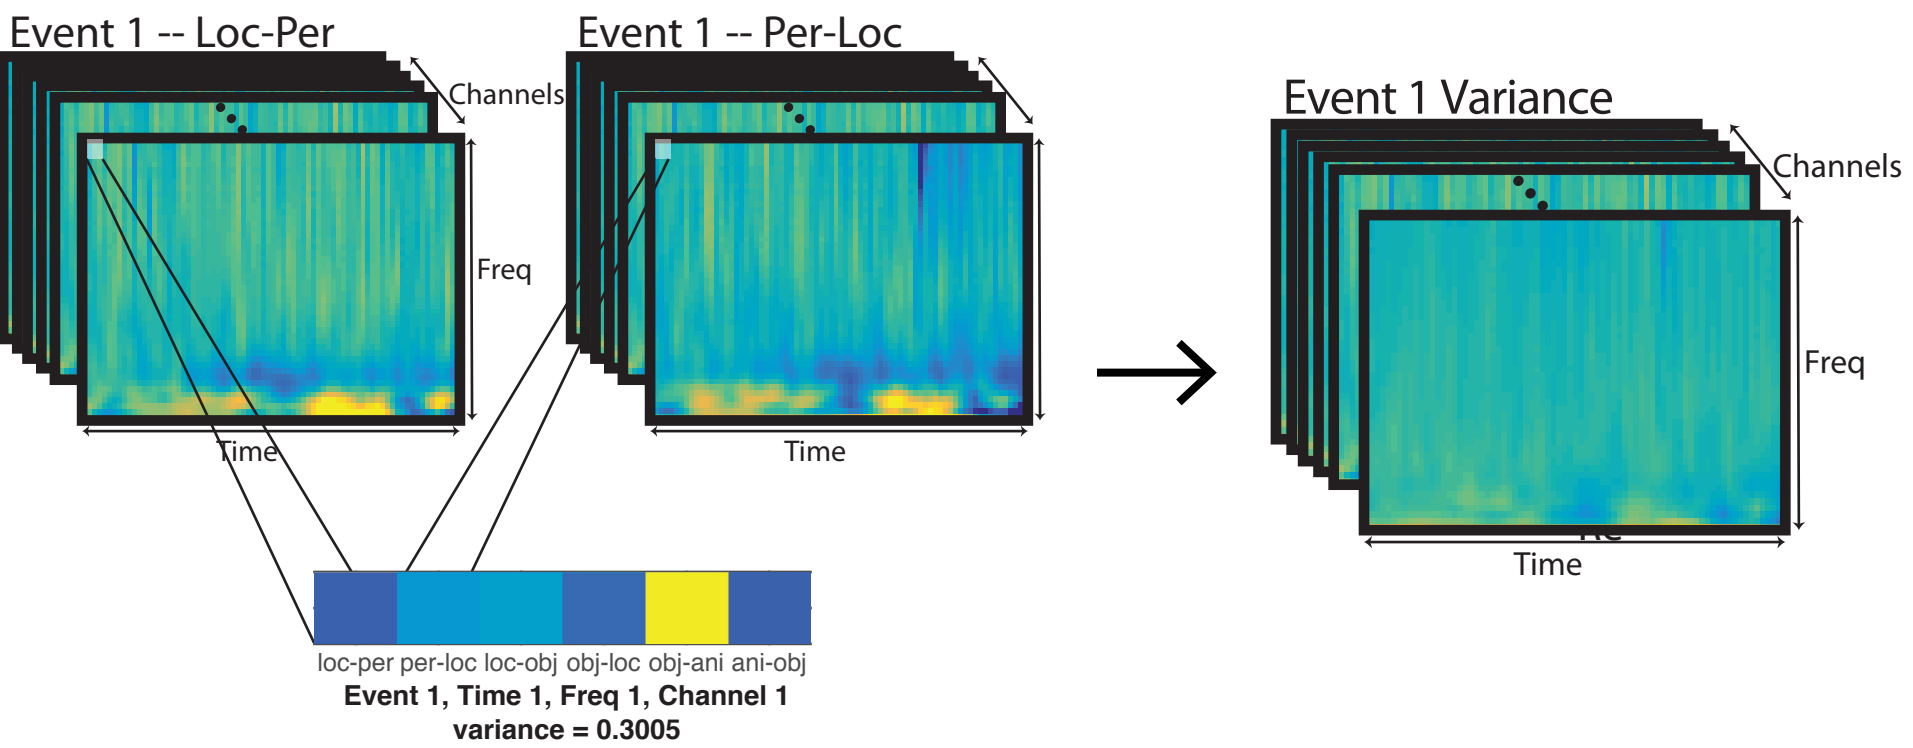 Event 1 -- Loc-Per
Event 1 -- Per-Loc
Channels
Freq
Time
Time
Event 1 Variance
Channels
Freq
Time
loc-per per-loc loc-obj obj-loc obj-ani ani-obj
Event 1, Time 1, Freq 1, Channel 1
variance = 0.3005